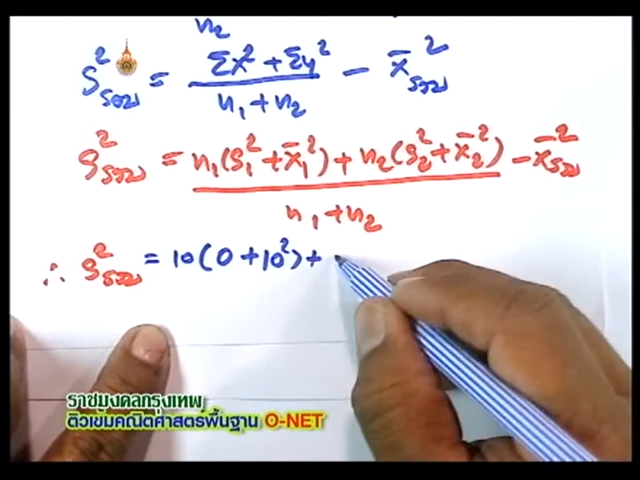 n₂
S²รวม = Σx² + Σy² / n₁ + n₂ − x̄²รวม
S²รวม = n₁(S₁² + x̄₁²) + n₂(S₂² + x̄₂²) / n₁ + n₂ − x̄²รวม
∴ S²รวม = 10(0 + 10²) +
ราชมงคลกรุงเทพ
ติวเข้มคณิตศาสตร์พื้นฐาน O-NET